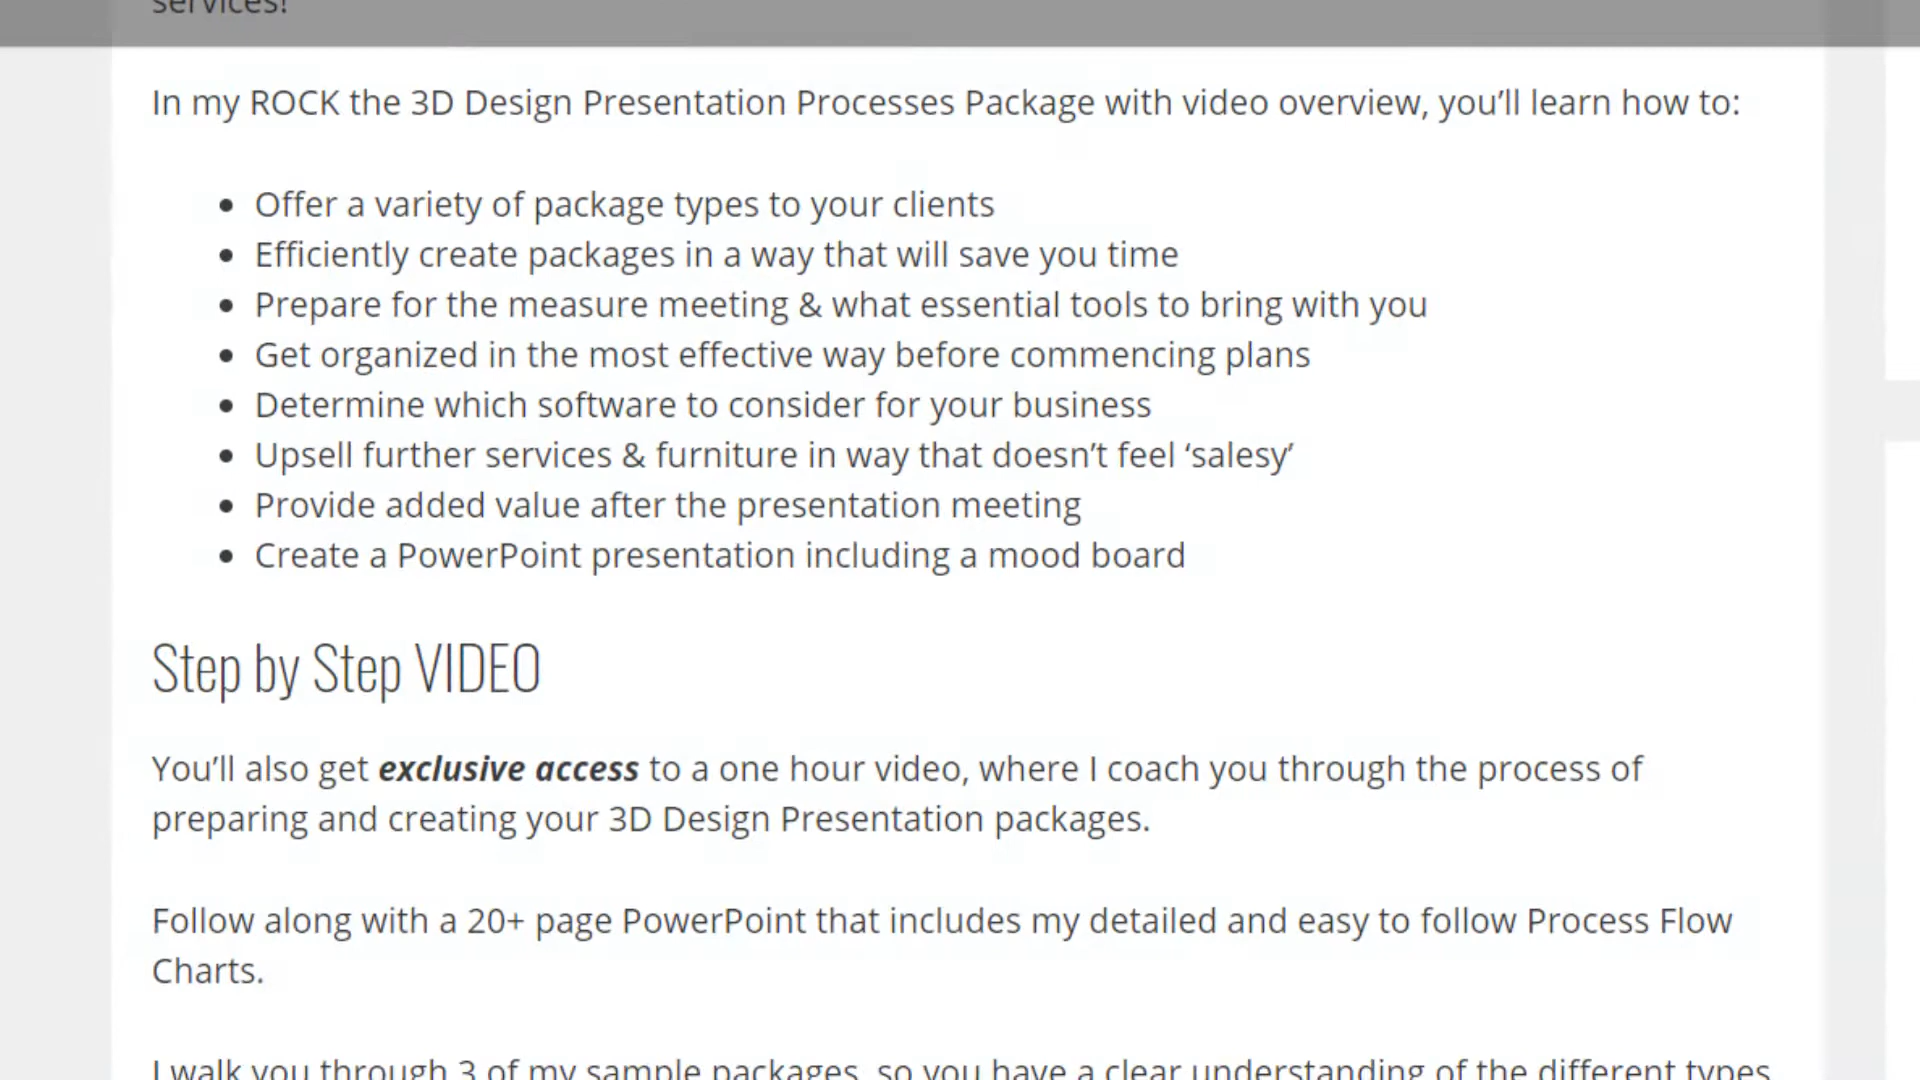 services!
In my ROCK the 3D Design Presentation Processes Package with video overview, you’ll learn how to:
• Offer a variety of package types to your clients
• Efficiently create packages in a way that will save you time
• Prepare for the measure meeting & what essential tools to bring with you
• Get organized in the most effective way before commencing plans
• Determine which software to consider for your business
• Upsell further services & furniture in way that doesn’t feel ‘salesy’
• Provide added value after the presentation meeting
• Create a PowerPoint presentation including a mood board
Step by Step VIDEO
You’ll also get exclusive access to a one hour video, where I coach you through the process of
preparing and creating your 3D Design Presentation packages.
Follow along with a 20+ page PowerPoint that includes my detailed and easy to follow Process Flow
Charts.
I walk you through 3 of my sample packages, so you have a clear understanding of the different types